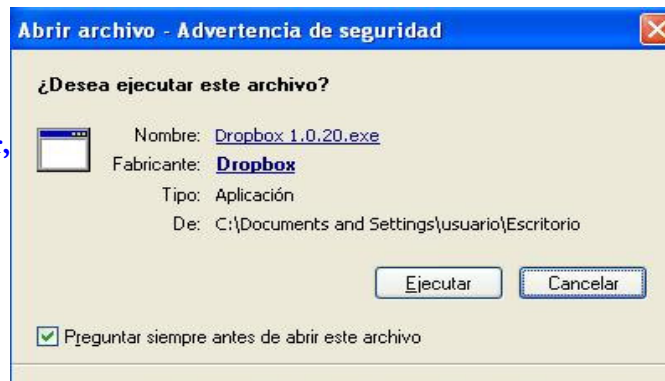 Abrir archivo - Advertencia de seguridad
¿Desea ejecutar este archivo?
Nombre: Dropbox 1.0.20.exe
Fabricante: Dropbox
Tipo: Aplicación
De: C:\Documents and Settings\usuario\Escritorio
Ejecutar Cancelar
Preguntar siempre antes de abrir este archivo